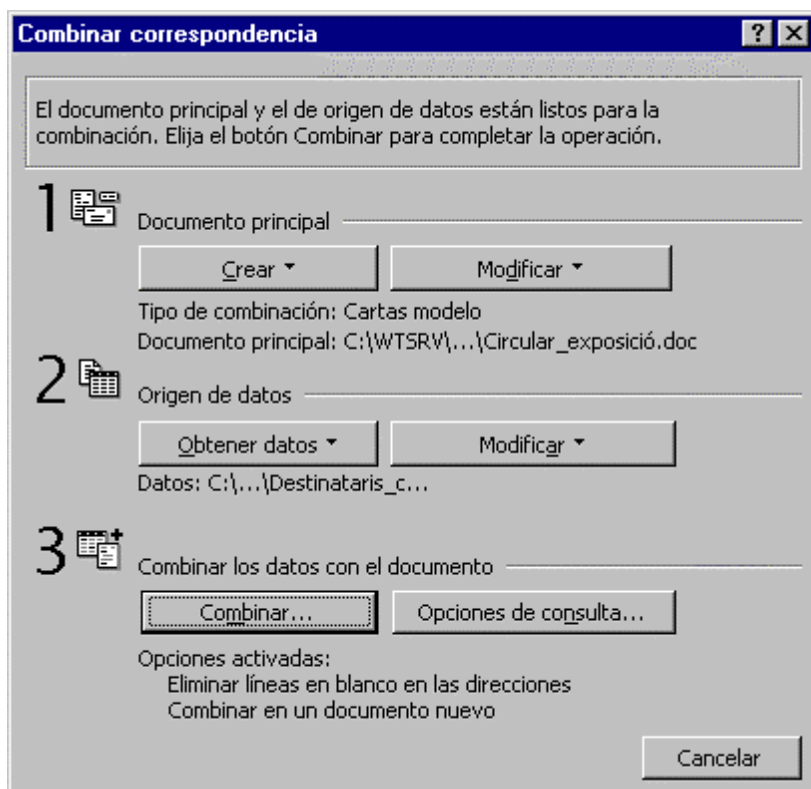 Combinar correspondencia
El documento principal y el de origen de datos están listos para la
combinación. Elija el botón Combinar para completar la operación.
1
Documento principal
Crear
Modificar
Tipo de combinación: Cartas modelo
Documento principal: C:\WTSRV\...\Circular_exposició.doc
2
Origen de datos
Obtener datos
Modificar
Datos: C:\...\Destinataris_c...
3
Combinar los datos con el documento
Combinar...
Opciones de consulta...
Opciones activadas:
Eliminar líneas en blanco en las direcciones
Combinar en un documento nuevo
Cancelar